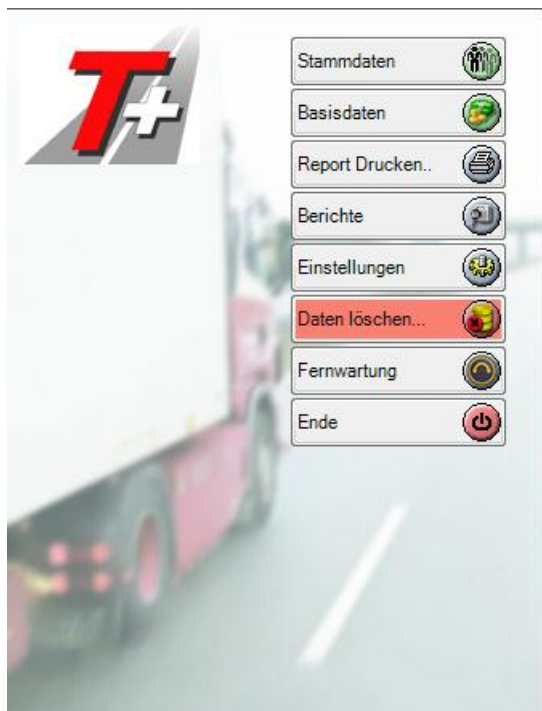 T+
Stammdaten
Basisdaten
Report Drucken..
Berichte
Einstellungen
Daten löschen...
Fernwartung
Ende